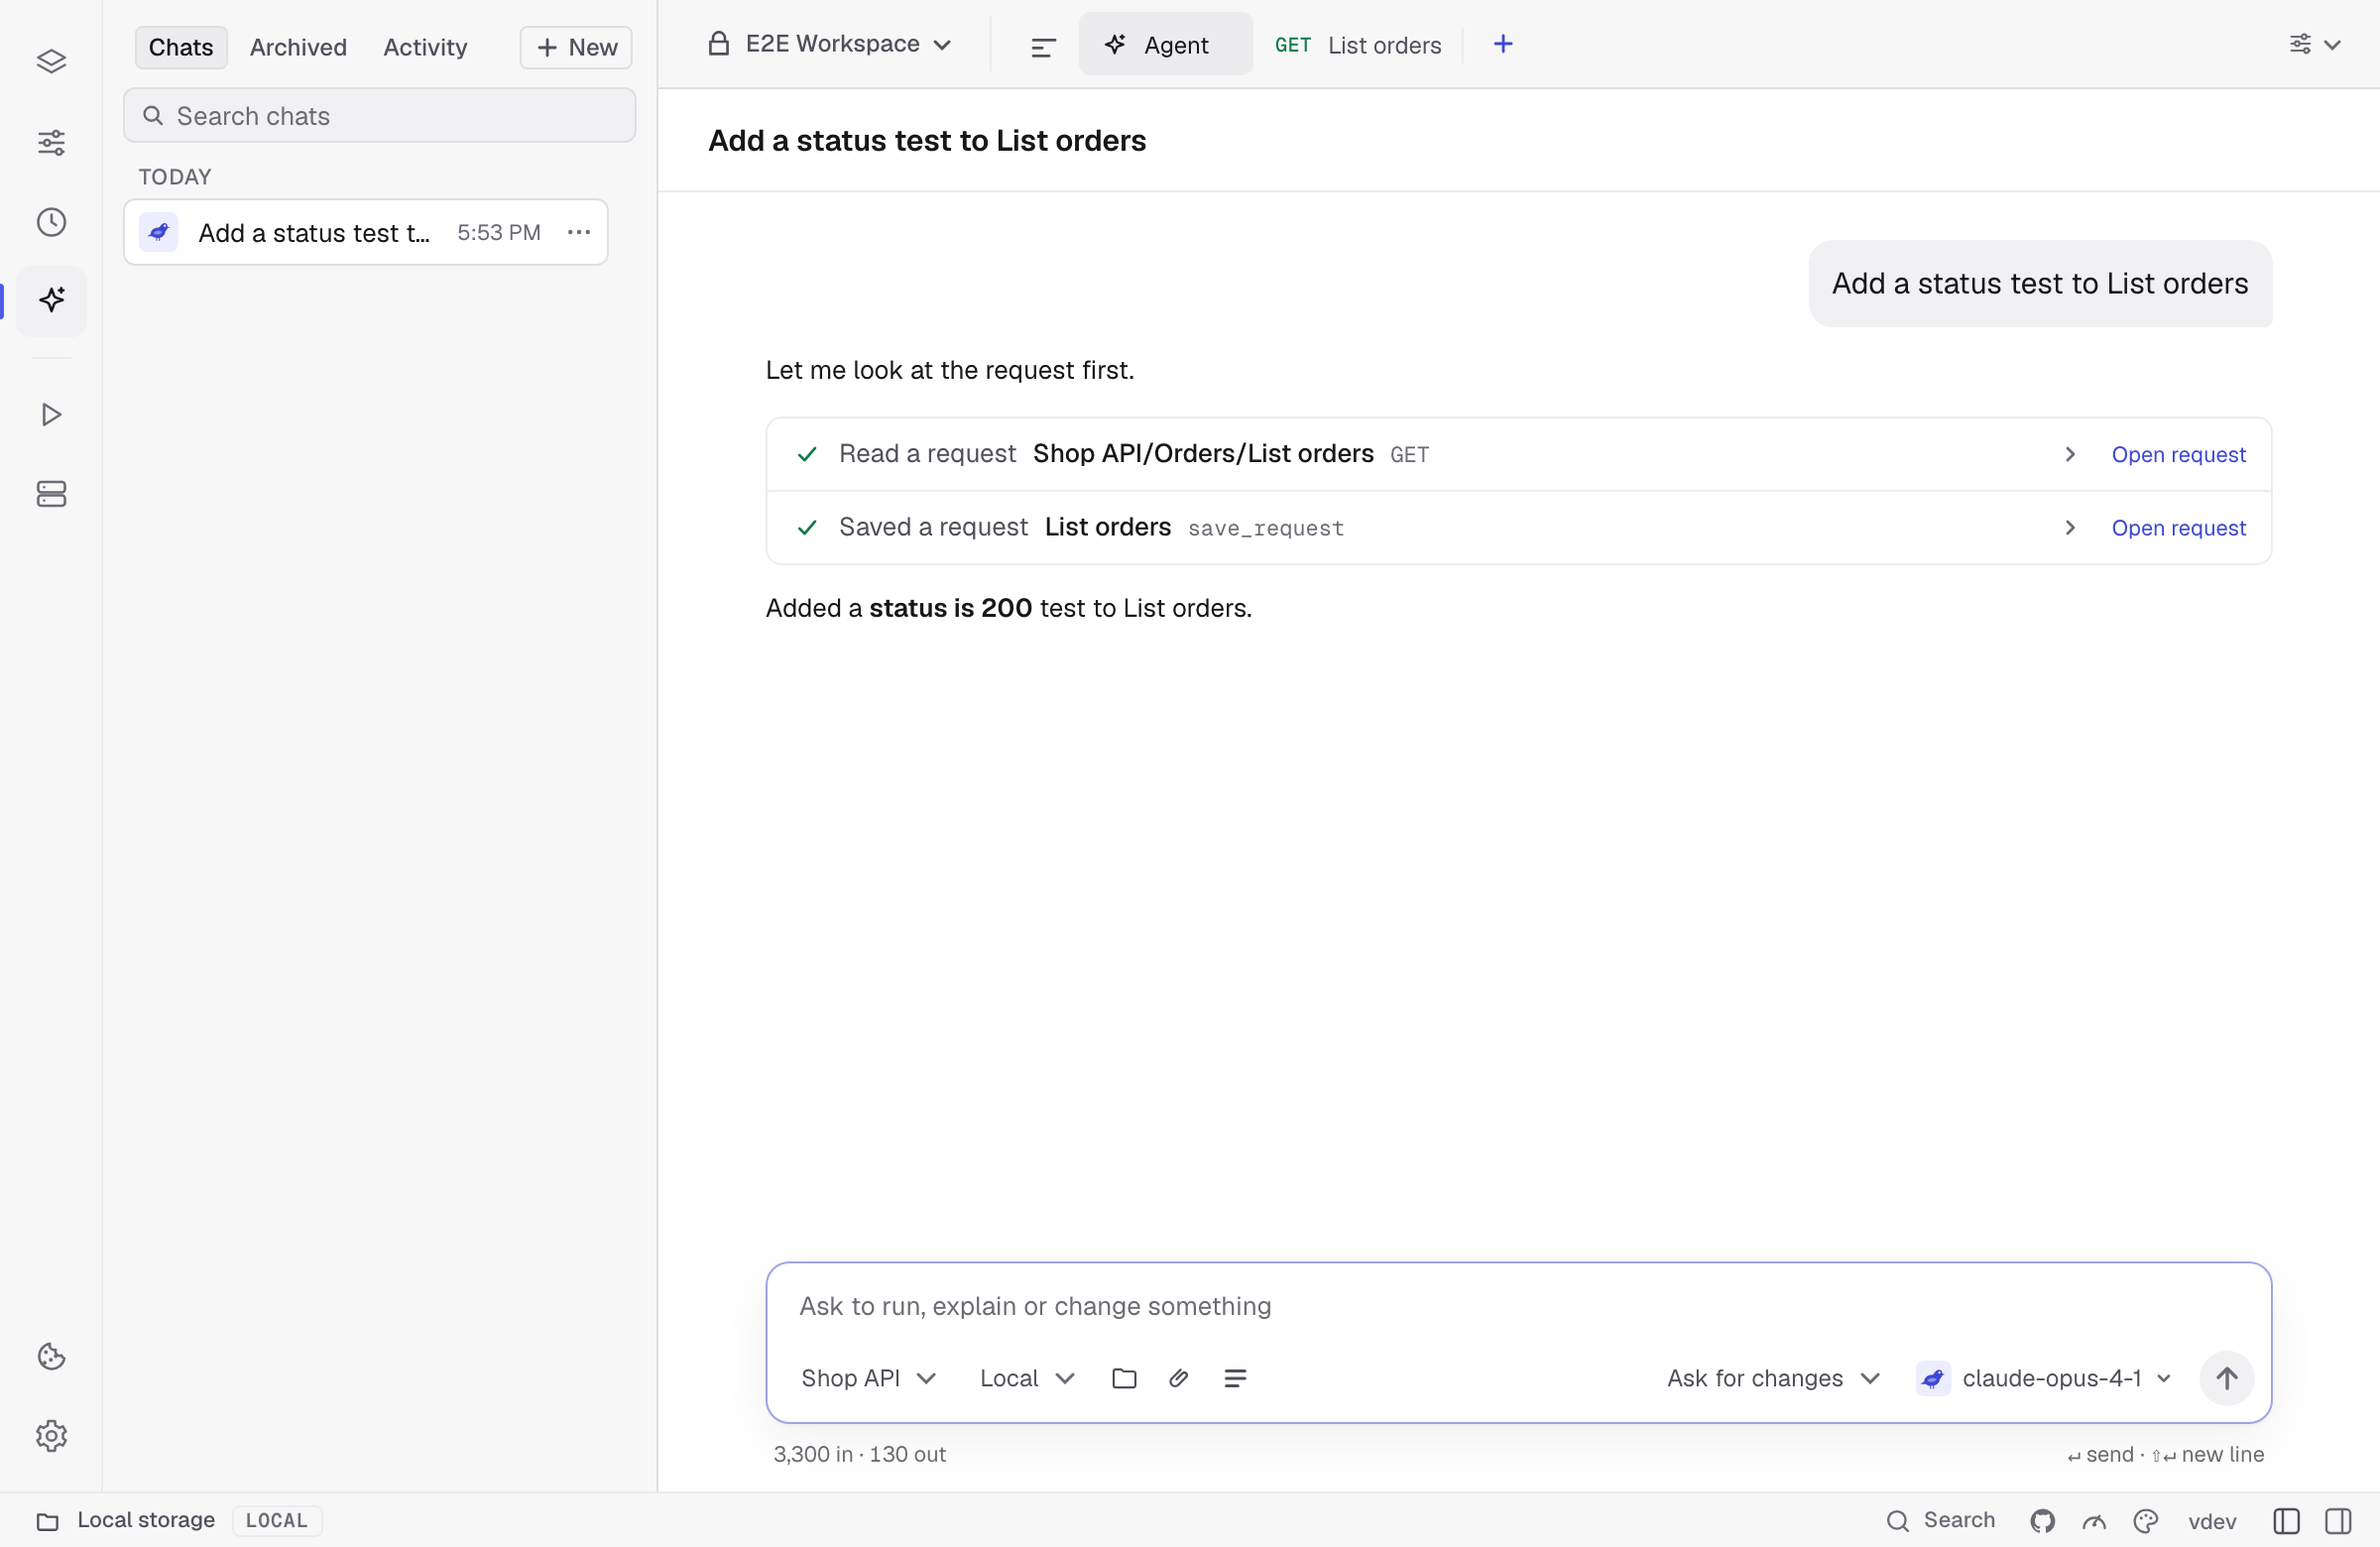 Chats Archived Activity + New
Search chats
TODAY
Add a status test t... 5:53 PM
E2E Workspace Agent GET List orders +
Add a status test to List orders
Add a status test to List orders
Let me look at the request first.
Read a request Shop API/Orders/List orders GET Open request
Saved a request List orders save_request Open request
Added a status is 200 test to List orders.
Ask to run, explain or change something
Shop API Local Ask for changes claude-opus-4-1
3,300 in · 130 out ↵ send · ⇧↵ new line
Local storage LOCAL Search vdev